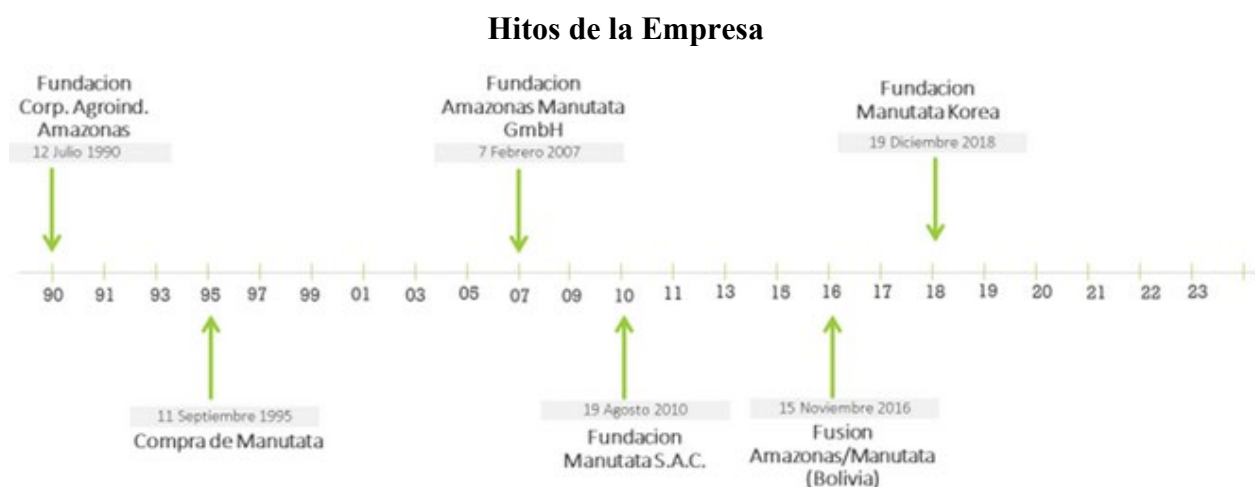 Hitos de la Empresa
Fundacion
Corp. Agroind.
Amazonas
12 Julio 1990
Fundacion
Amazonas Manutata
GmbH
7 Febrero 2007
Fundacion
Manutata Korea
19 Diciembre 2018
90 91 93 95 97 99 01 03 05 07 09 10 11 13 15 16 17 18 19 20 21 22 23
11 Septiembre 1995
Compra de Manutata
19 Agosto 2010
Fundacion
Manutata S.A.C.
15 Noviembre 2016
Fusion
Amazonas/Manutata
(Bolivia)